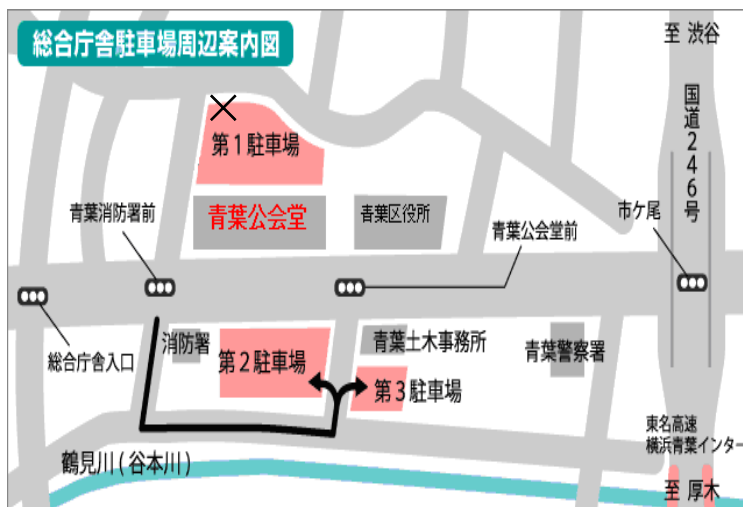 総合庁舎駐車場周辺案内図
至 渋谷
国道246号
第1駐車場
青葉消防署前
青葉公会堂
青葉区役所
青葉公会堂前
市ケ尾
総合庁舎入口
消防署
第2駐車場
青葉土木事務所
第3駐車場
青葉警察署
東名高速
横浜青葉インター
鶴見川(谷本川)
至 厚木